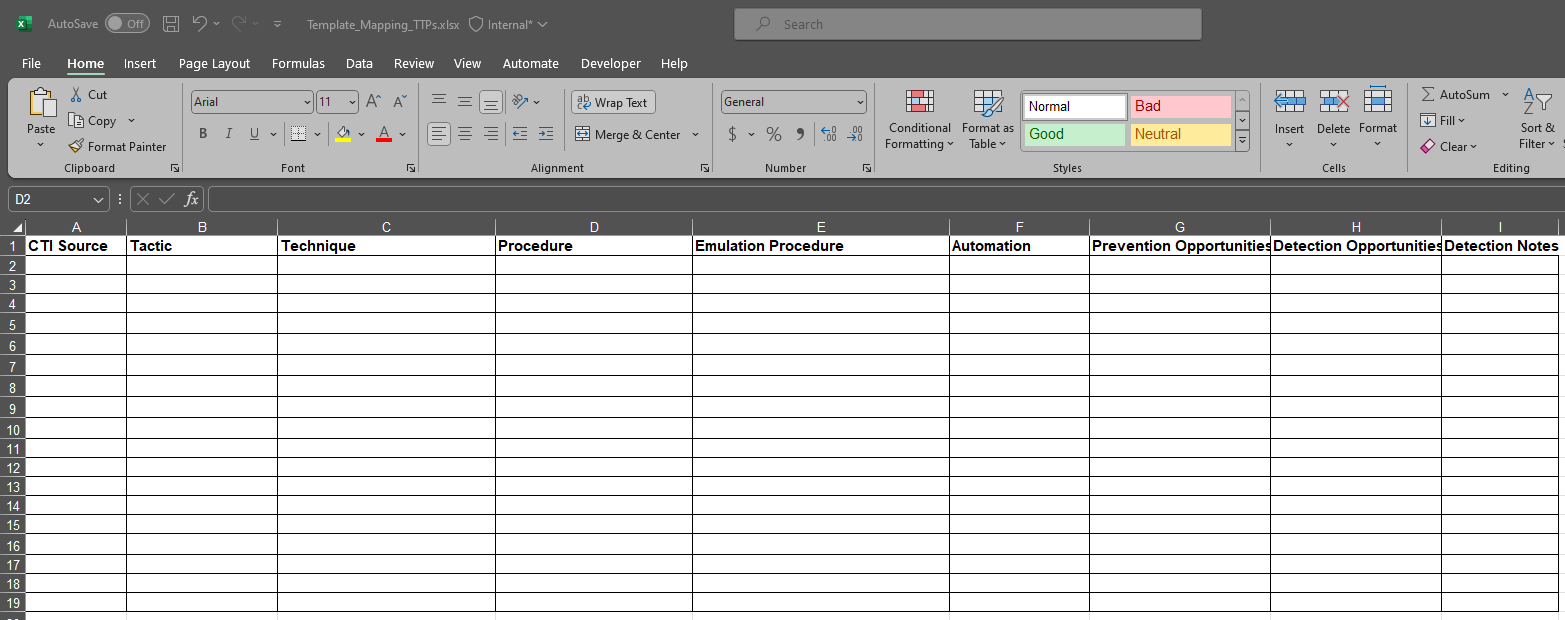 AutoSave Off Template_Mapping_TTPs.xlsx Internal* Search
File Home Insert Page Layout Formulas Data Review View Automate Developer Help
Paste
Cut
Copy
Format Painter
Clipboard
Arial 11
B I U A
Font
ab Wrap Text
Merge & Center
Alignment
General
$ % 9 .00 .00
Number
Conditional Formatting
Format as Table
Normal Bad
Good Neutral
Styles
Insert Delete Format
Cells
AutoSum
Fill
Clear
Sort & Filter
Editing
D2 fx
A B C D E F G H I
1 CTI Source Tactic Technique Procedure Emulation Procedure Automation Prevention Opportunities Detection Opportunities Detection Notes
2
3
4
5
6
7
8
9
10
11
12
13
14
15
16
17
18
19